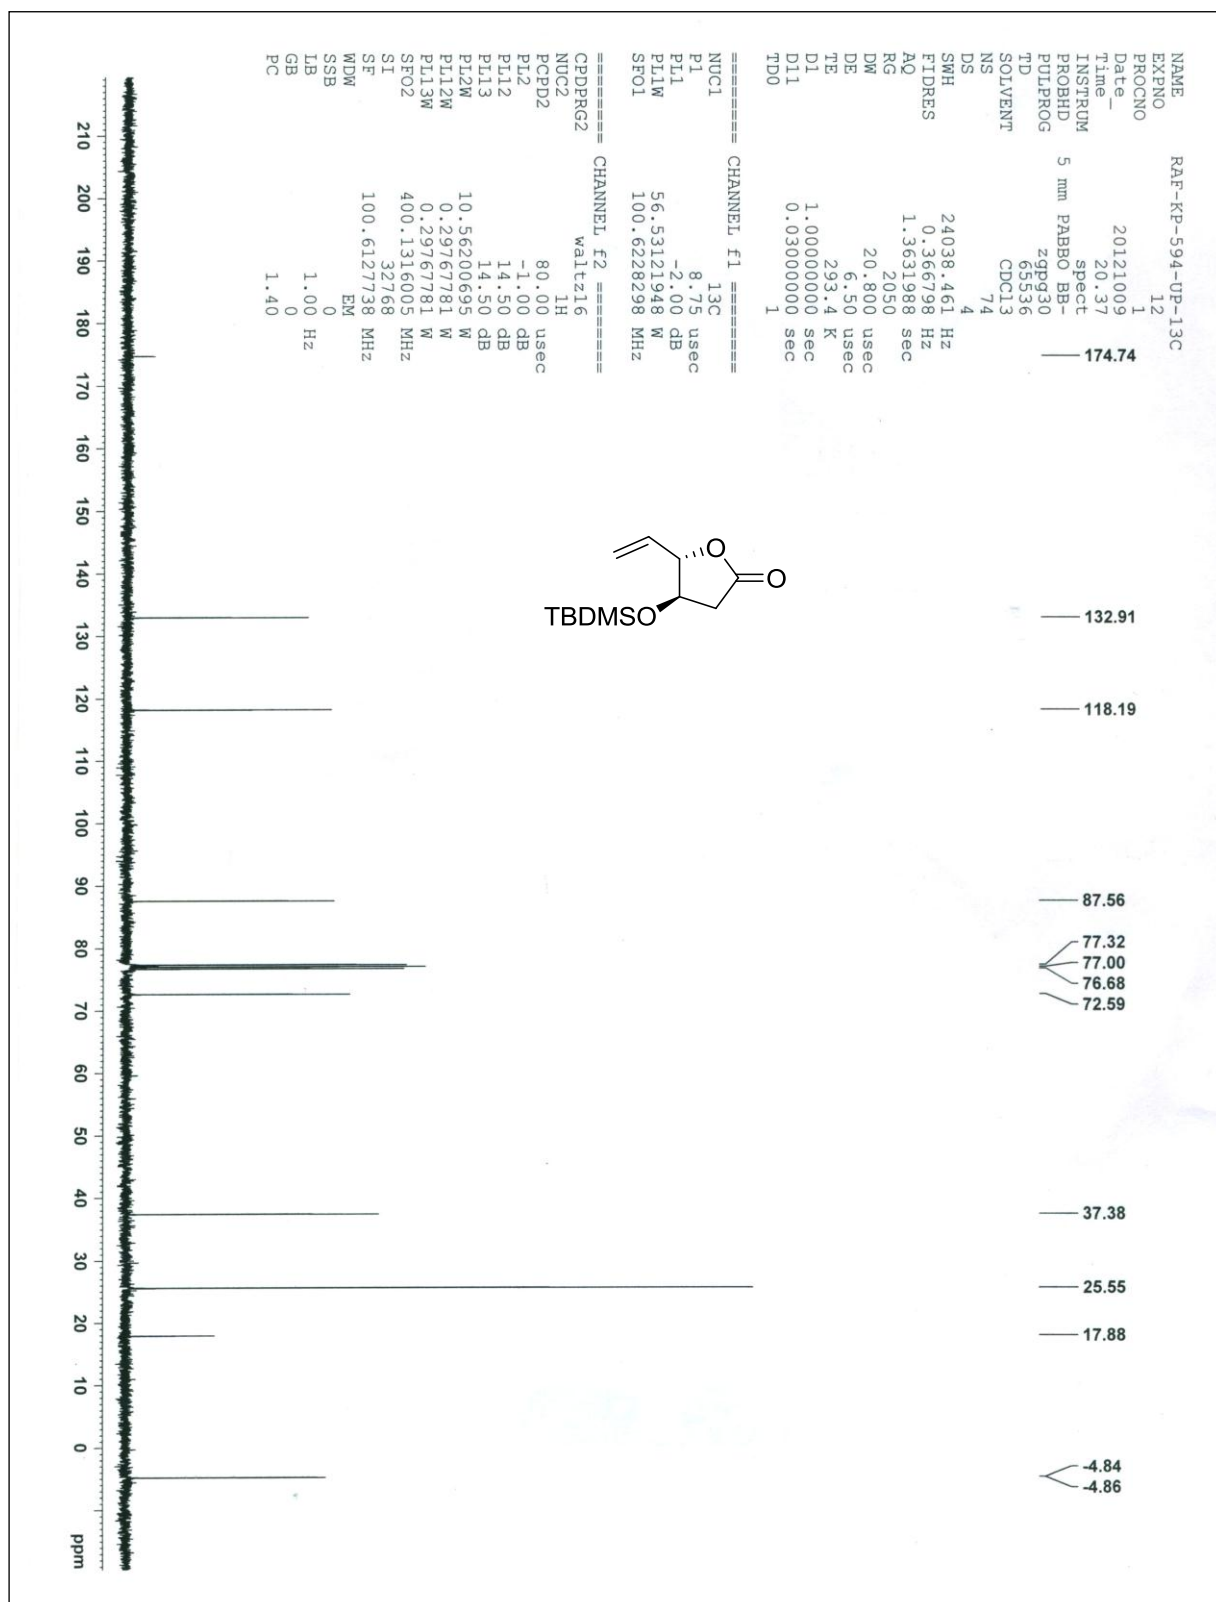 NAME RAF-KP-594-UP-13C
EXPNO 12
PROCNO 1
Date_ 20121009
Time 20.37
INSTRUM spect
PROBHD 5 mm PABBO BB-
PULPROG zgpg30
TD 65536
SOLVENT CDCl3
NS 74
DS 4
SWH 24038.461 Hz
FIDRES 0.366798 Hz
AQ 1.3631988 sec
RG 2050
DW 20.800 usec
DE 6.50 usec
TE 293.4 K
D1 1.00000000 sec
D11 0.03000000 sec
TD0 1
======== CHANNEL f1 ========
NUC1 13C
P1 8.75 usec
PL1 -2.00 dB
PL1W 56.53121948 W
SFO1 100.6228298 MHz
======== CHANNEL f2 ========
CPDPRG2 waltz16
NUC2 1H
PCPD2 80.00 usec
PL2 -1.00 dB
PL12 14.50 dB
PL13 14.50 dB
PL2W 10.56200695 W
PL12W 0.29767781 W
PL13W 0.29767781 W
SFO2 400.1316005 MHz
SI 32768
SF 100.6127738 MHz
WDW EM
SSB 0
LB 1.00 Hz
GB 0
PC 1.40
174.74
132.91
118.19
87.56
77.32
77.00
76.68
72.59
37.38
25.55
17.88
-4.84
-4.86
O
O
TBDMSO
210 200 190 180 170 160 150 140 130 120 110 100 90 80 70 60 50 40 30 20 10 0 ppm